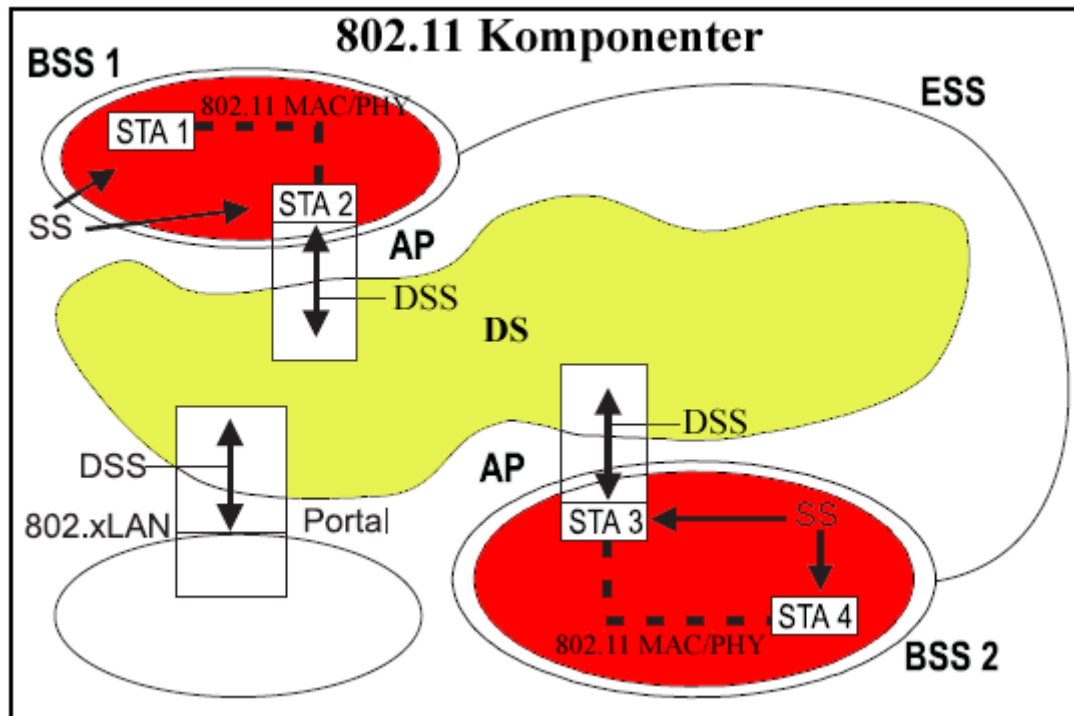 802.11 Komponenter
BSS 1
ESS
802.11 MAC/PHY
STA 1
STA 2
SS
AP
DSS
DS
DSS
AP
DSS
802.xLAN
Portal
STA 3
SS
STA 4
802.11 MAC/PHY
BSS 2